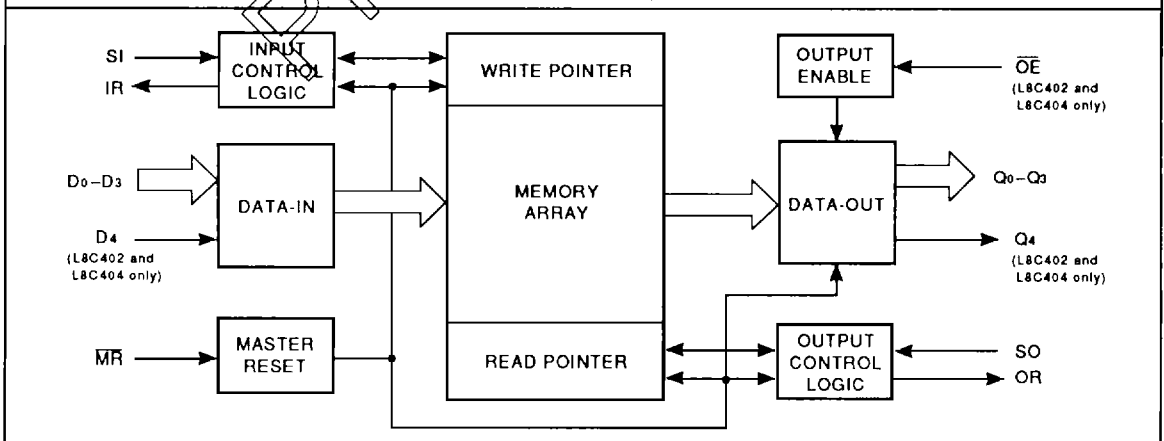 SI
IR
INPUT
CONTROL
LOGIC
WRITE POINTER
OUTPUT
ENABLE
OE
(L8C402 and
L8C404 only)
D0–D3
DATA-IN
MEMORY
ARRAY
DATA-OUT
Q0–Q3
D4
(L8C402 and
L8C404 only)
Q4
(L8C402 and
L8C404 only)
MR
MASTER
RESET
READ POINTER
OUTPUT
CONTROL
LOGIC
SO
OR